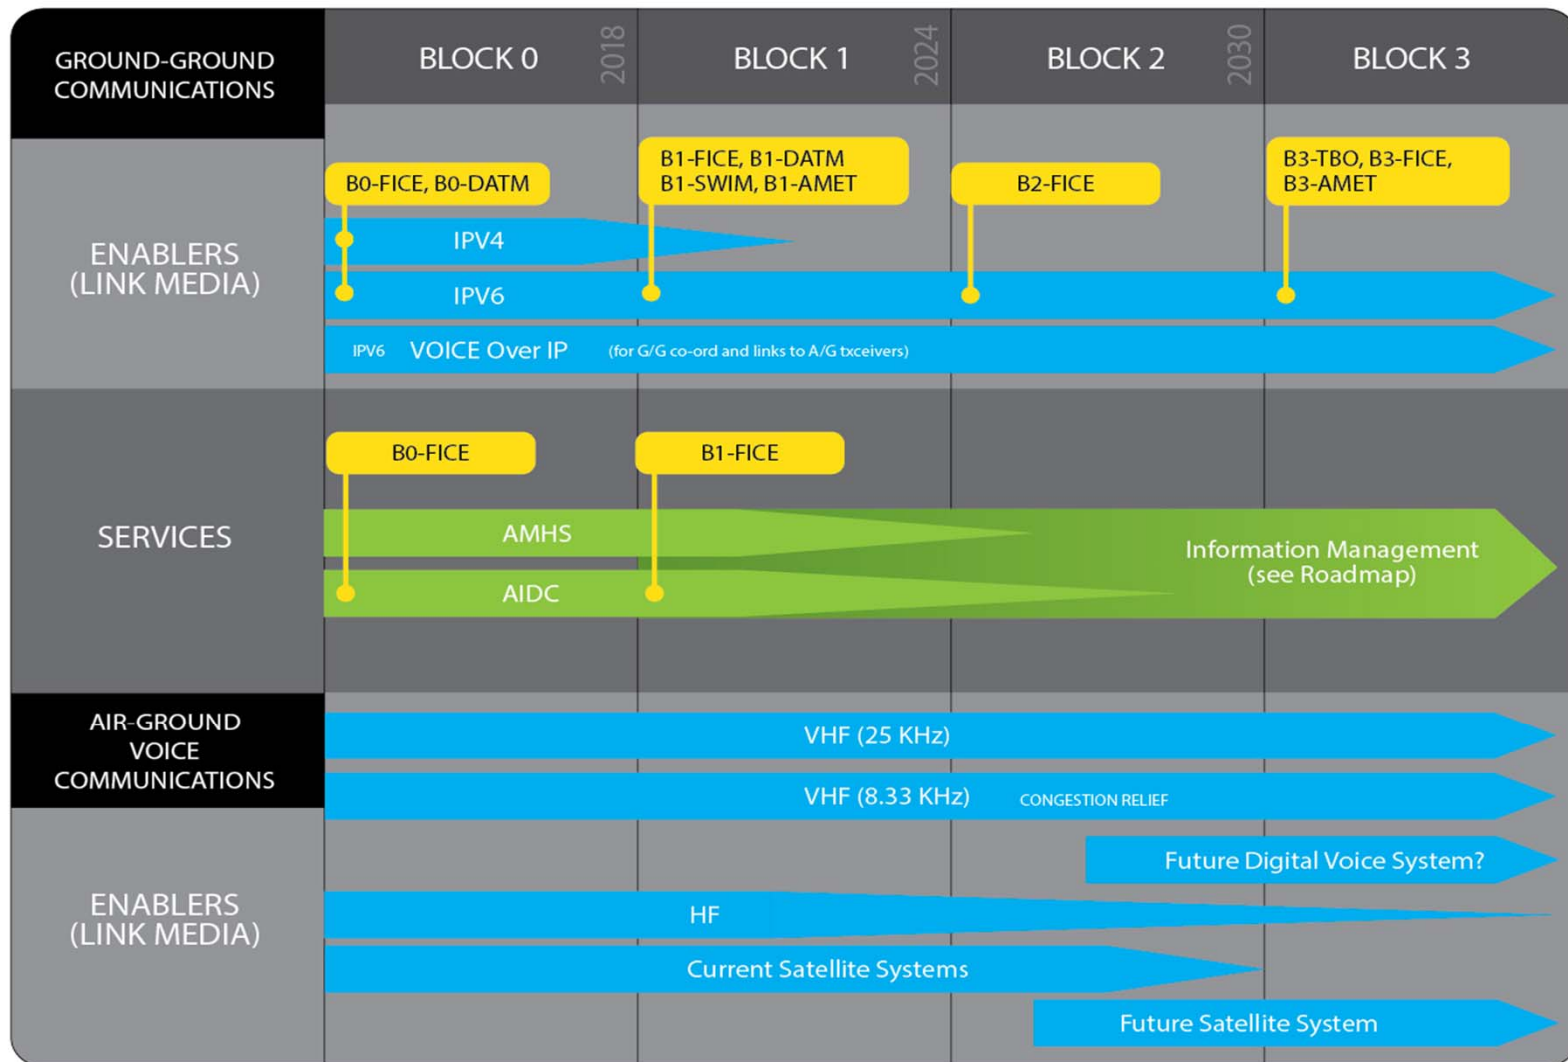 GROUND-GROUND
COMMUNICATIONS
BLOCK 0
2018
BLOCK 1
2024
BLOCK 2
2030
BLOCK 3
ENABLERS
(LINK MEDIA)
B0-FICE, B0-DATM
B1-FICE, B1-DATM
B1-SWIM, B1-AMET
B2-FICE
B3-TBO, B3-FICE,
B3-AMET
IPV4
IPV6
IPV6 VOICE Over IP (for G/G co-ord and links to A/G txceivers)
SERVICES
B0-FICE
B1-FICE
AMHS
AIDC
Information Management
(see Roadmap)
AIR-GROUND
VOICE
COMMUNICATIONS
VHF (25 KHz)
VHF (8.33 KHz) CONGESTION RELIEF
ENABLERS
(LINK MEDIA)
Future Digital Voice System?
HF
Current Satellite Systems
Future Satellite System